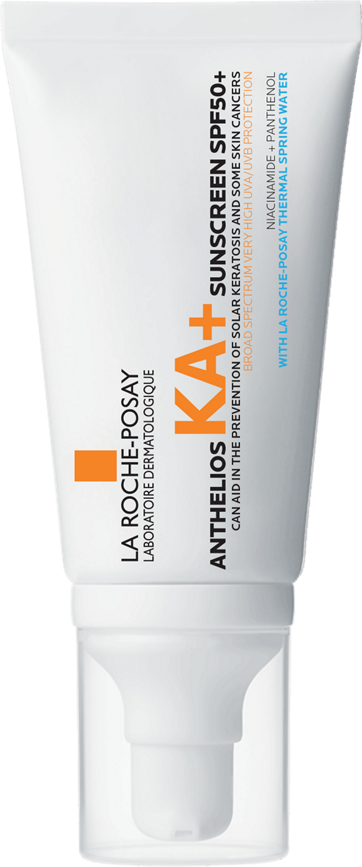 LA ROCHE-POSAY
LABORATOIRE DERMATOLOGIQUE
ANTHELIOS KA+ SUNSCREEN SPF50+
CAN AID IN THE PREVENTION OF SOLAR KERATOSIS AND SOME SKIN CANCERS
BROAD SPECTRUM VERY HIGH UVA/UVB PROTECTION
NIACINAMIDE + PANTHENOL
WITH LA ROCHE-POSAY THERMAL SPRING WATER